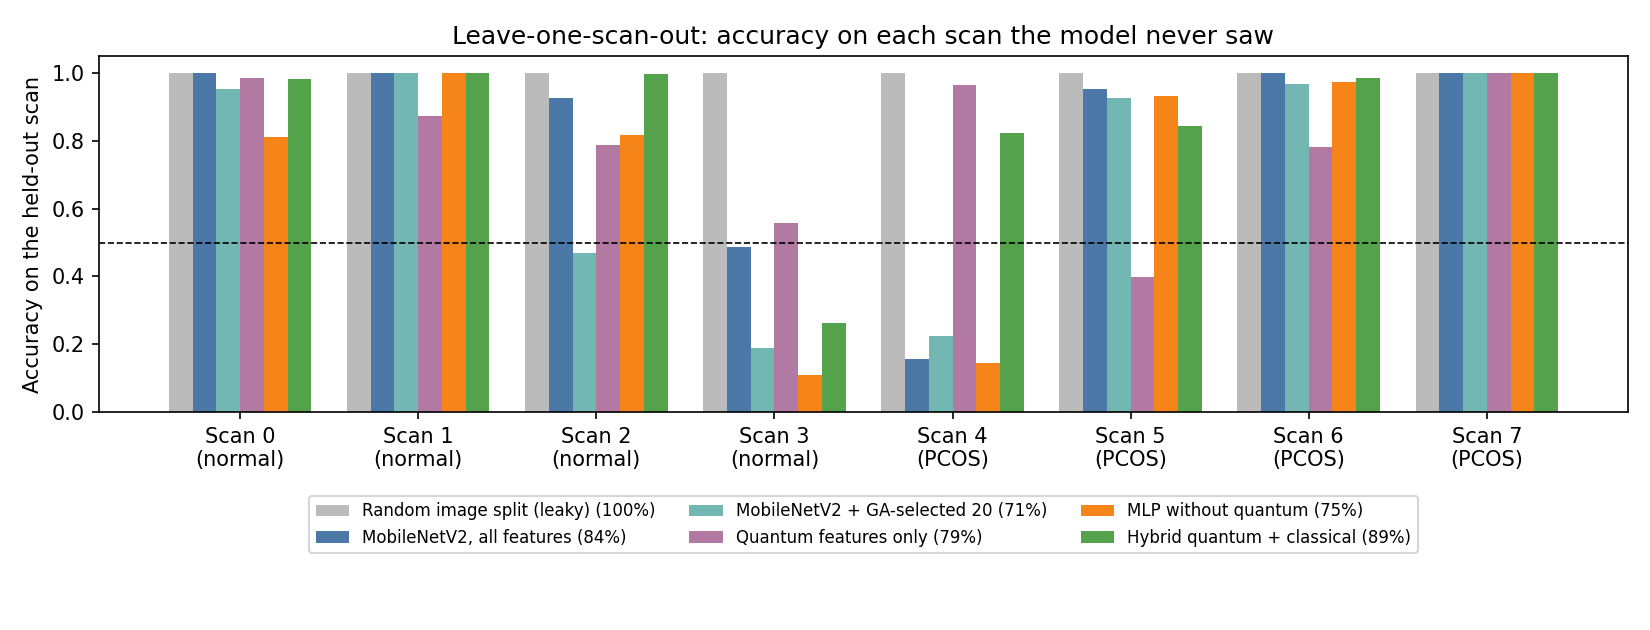 Leave-one-scan-out: accuracy on each scan the model never saw
Accuracy on the held-out scan
1.0
0.8
0.6
0.4
0.2
0.0
Scan 0
(normal)
Scan 1
(normal)
Scan 2
(normal)
Scan 3
(normal)
Scan 4
(PCOS)
Scan 5
(PCOS)
Scan 6
(PCOS)
Scan 7
(PCOS)
Random image split (leaky) (100%)
MobileNetV2, all features (84%)
MobileNetV2 + GA-selected 20 (71%)
Quantum features only (79%)
MLP without quantum (75%)
Hybrid quantum + classical (89%)